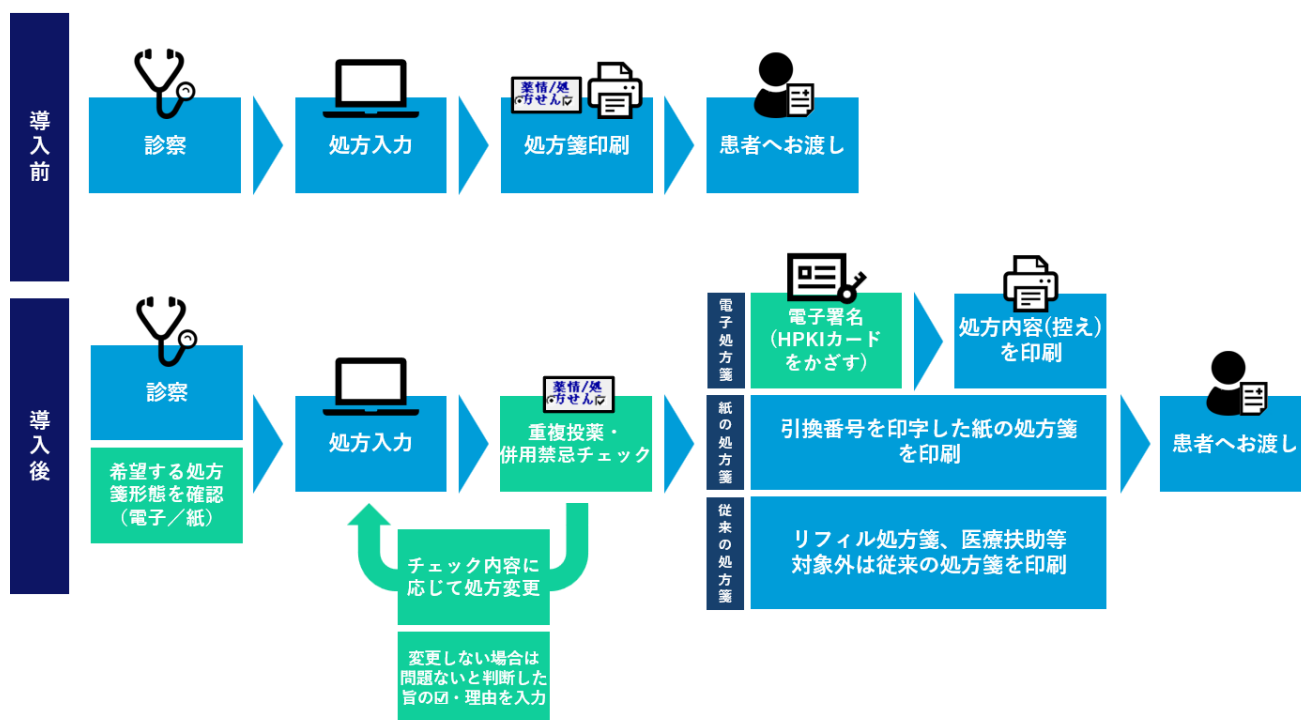 導入前
診察
処方入力
薬情/処
方せん
処方箋印刷
患者へお渡し
導入後
診察
希望する処方
箋形態を確認
（電子／紙）
処方入力
薬情/処
方せん
重複投薬・
併用禁忌チェック
チェック内容に
応じて処方変更
変更しない場合は
問題ないと判断した
旨の☑・理由を入力
電子処方箋
電子署名
（HPKIカード
をかざす）
処方内容(控え)
を印刷
紙の処方箋
引換番号を印字した紙の処方箋
を印刷
従来の処方箋
リフィル処方箋、医療扶助等
対象外は従来の処方箋を印刷
患者へお渡し